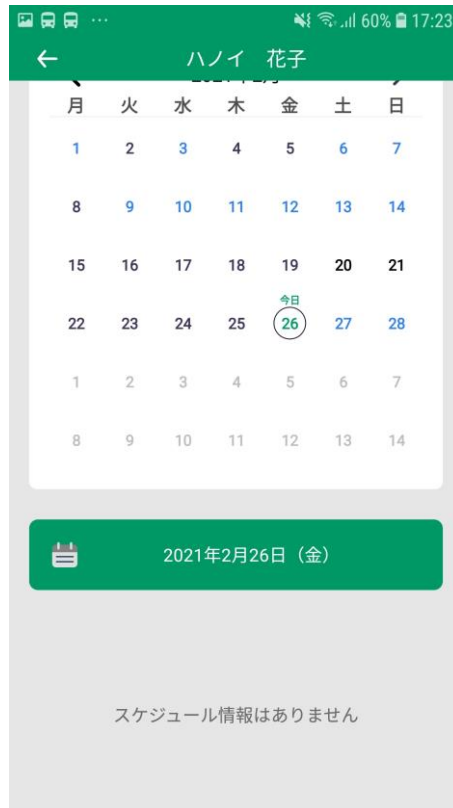 60% 17:23
ハノイ 花子
月 火 水 木 金 土 日
1 2 3 4 5 6 7
8 9 10 11 12 13 14
15 16 17 18 19 20 21
今日
22 23 24 25 26 27 28
1 2 3 4 5 6 7
8 9 10 11 12 13 14
2021年2月26日（金）
スケジュール情報はありません